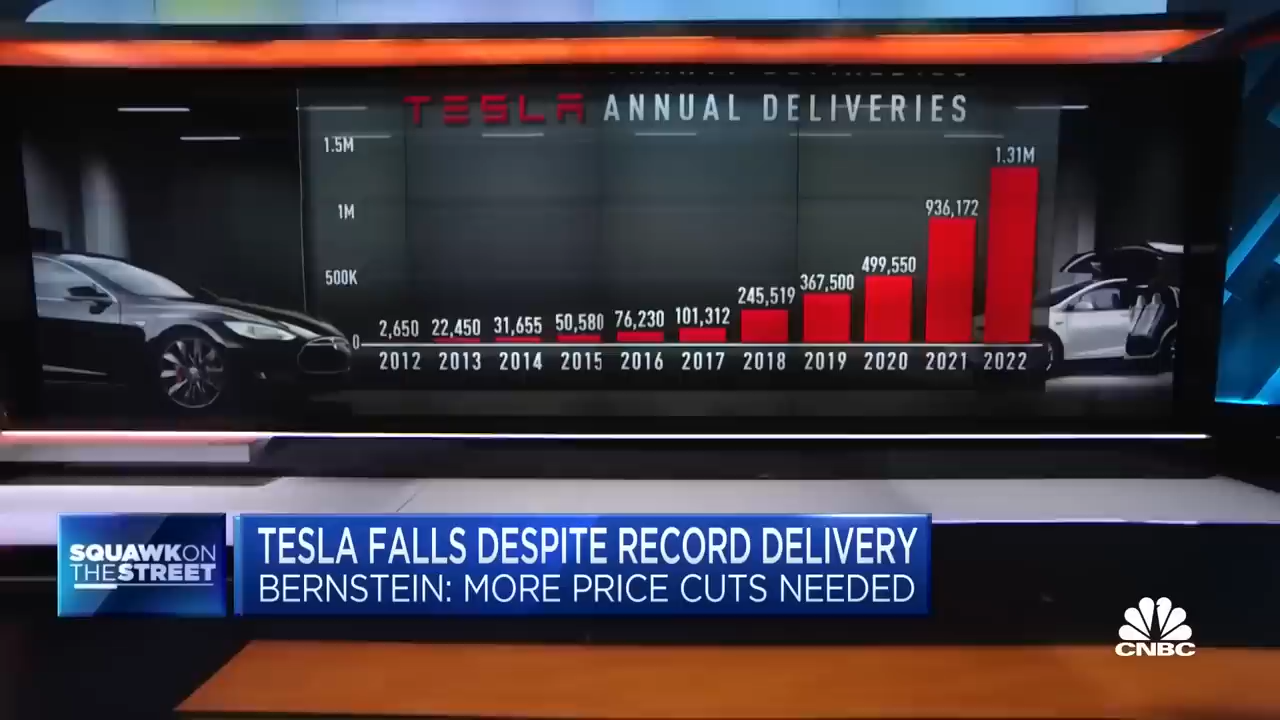 TESLA ANNUAL DELIVERIES
1.5M
1M
500K
0
2,650 22,450 31,655 50,580 76,230 101,312 245,519 367,500 499,550 936,172 1.31M
2012 2013 2014 2015 2016 2017 2018 2019 2020 2021 2022
SQUAWK ON
THE STREET
TESLA FALLS DESPITE RECORD DELIVERY
BERNSTEIN: MORE PRICE CUTS NEEDED
CNBC